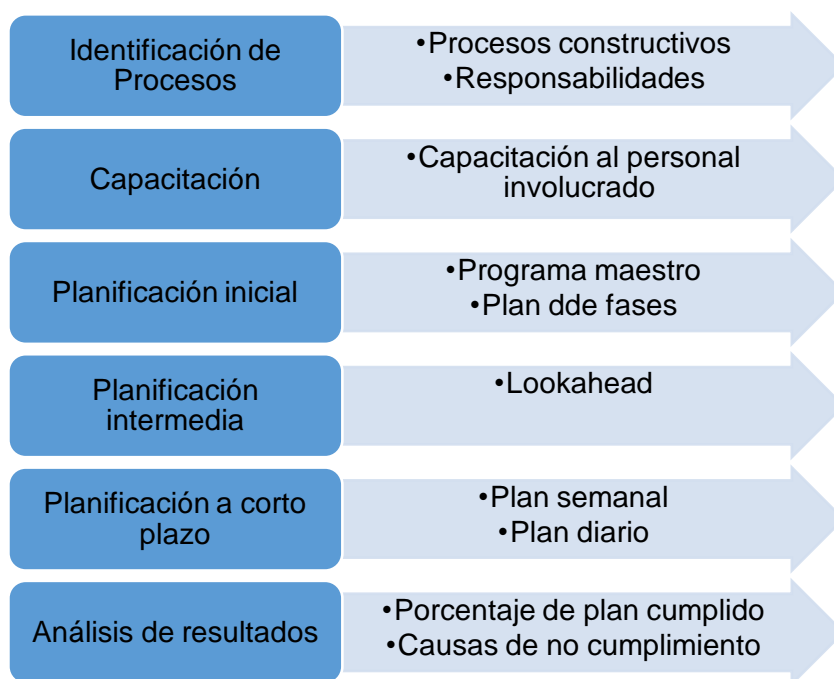 Identificación de
Procesos
•Procesos constructivos
•Responsabilidades
Capacitación
•Capacitación al personal
involucrado
Planificación inicial
•Programa maestro
•Plan dde fases
Planificación
intermedia
•Lookahead
Planificación a corto
plazo
•Plan semanal
•Plan diario
Análisis de resultados
•Porcentaje de plan cumplido
•Causas de no cumplimiento